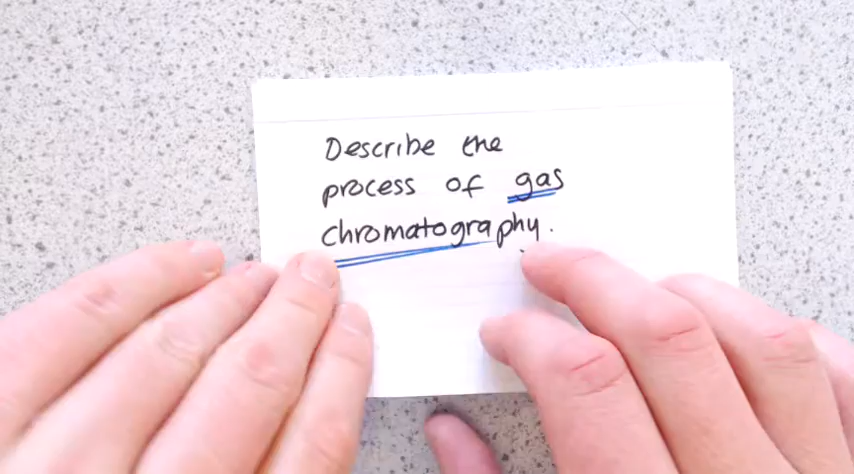 Describe the
process of gas
chromatography.